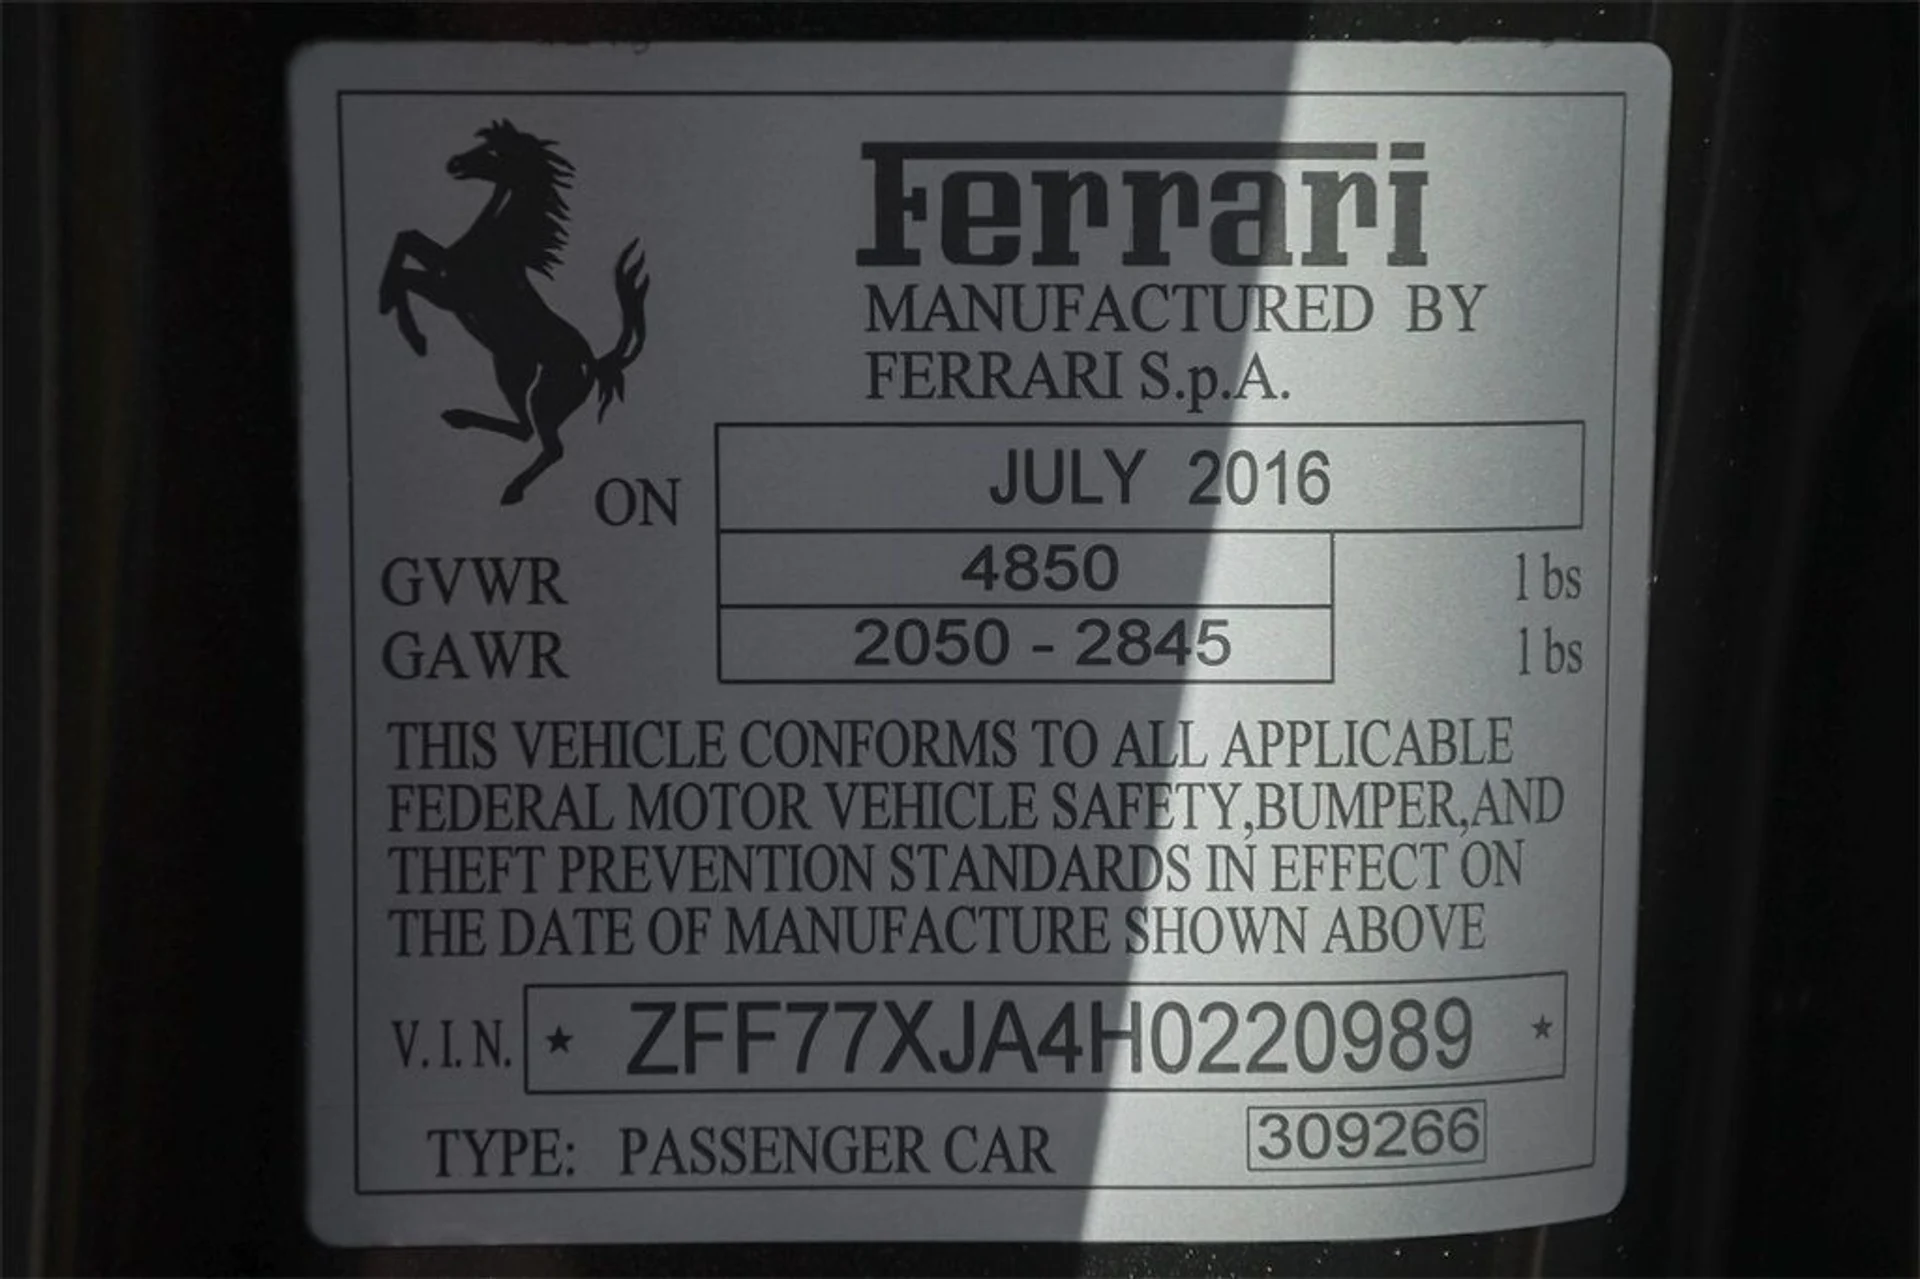 Ferrari
MANUFACTURED BY
FERRARI S.p.A.
ON JULY 2016
GVWR 4850 lbs
GAWR 2050 - 2845 lbs
THIS VEHICLE CONFORMS TO ALL APPLICABLE
FEDERAL MOTOR VEHICLE SAFETY,BUMPER,AND
THEFT PREVENTION STANDARDS IN EFFECT ON
THE DATE OF MANUFACTURE SHOWN ABOVE
V.I.N. ★ ZFF77XJA4H0220989 ★
TYPE: PASSENGER CAR 309266